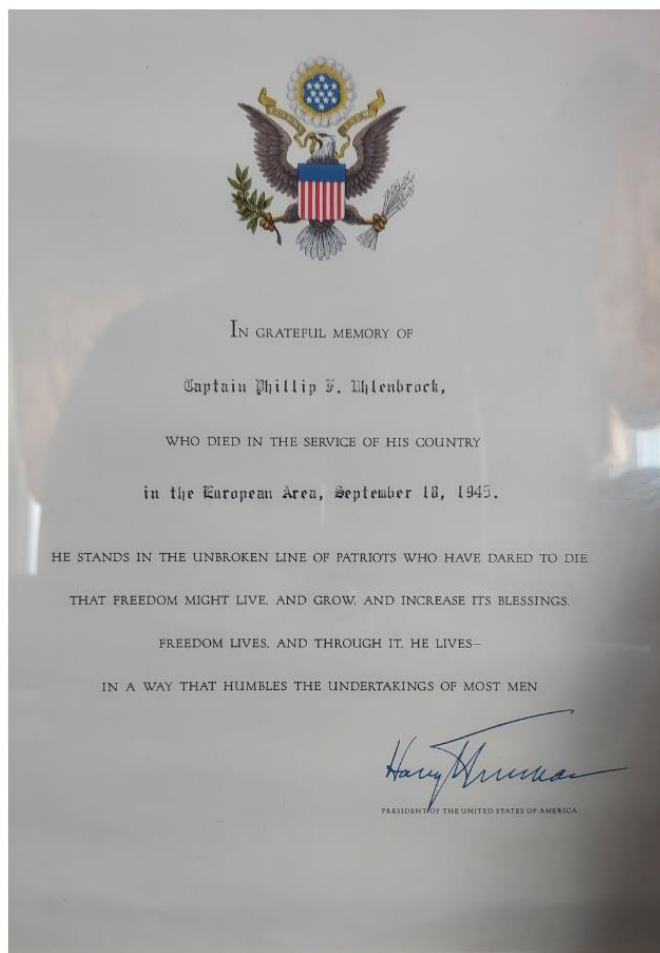 IN GRATEFUL MEMORY OF
Captain Phillip F. Uhlenbrock,
WHO DIED IN THE SERVICE OF HIS COUNTRY
in the European Area, September 18, 1945.
HE STANDS IN THE UNBROKEN LINE OF PATRIOTS WHO HAVE DARED TO DIE
THAT FREEDOM MIGHT LIVE, AND GROW, AND INCREASE ITS BLESSINGS.
FREEDOM LIVES, AND THROUGH IT, HE LIVES—
IN A WAY THAT HUMBLES THE UNDERTAKINGS OF MOST MEN
Harry Truman
PRESIDENT OF THE UNITED STATES OF AMERICA